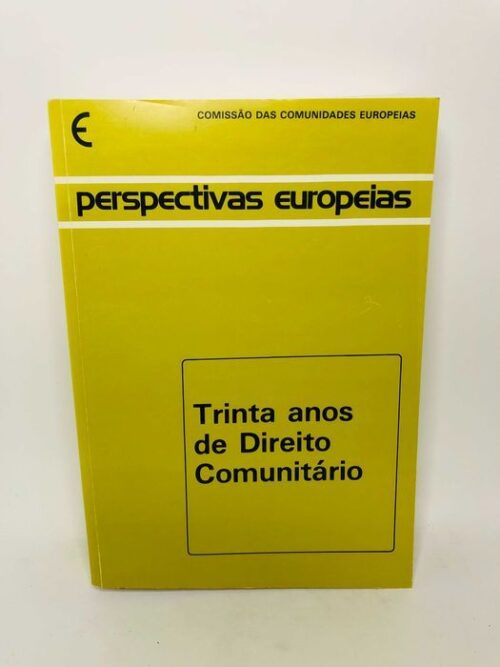 Є
COMISSÃO DAS COMUNIDADES EUROPEIAS
perspectivas europeias
Trinta anos
de Direito
Comunitário